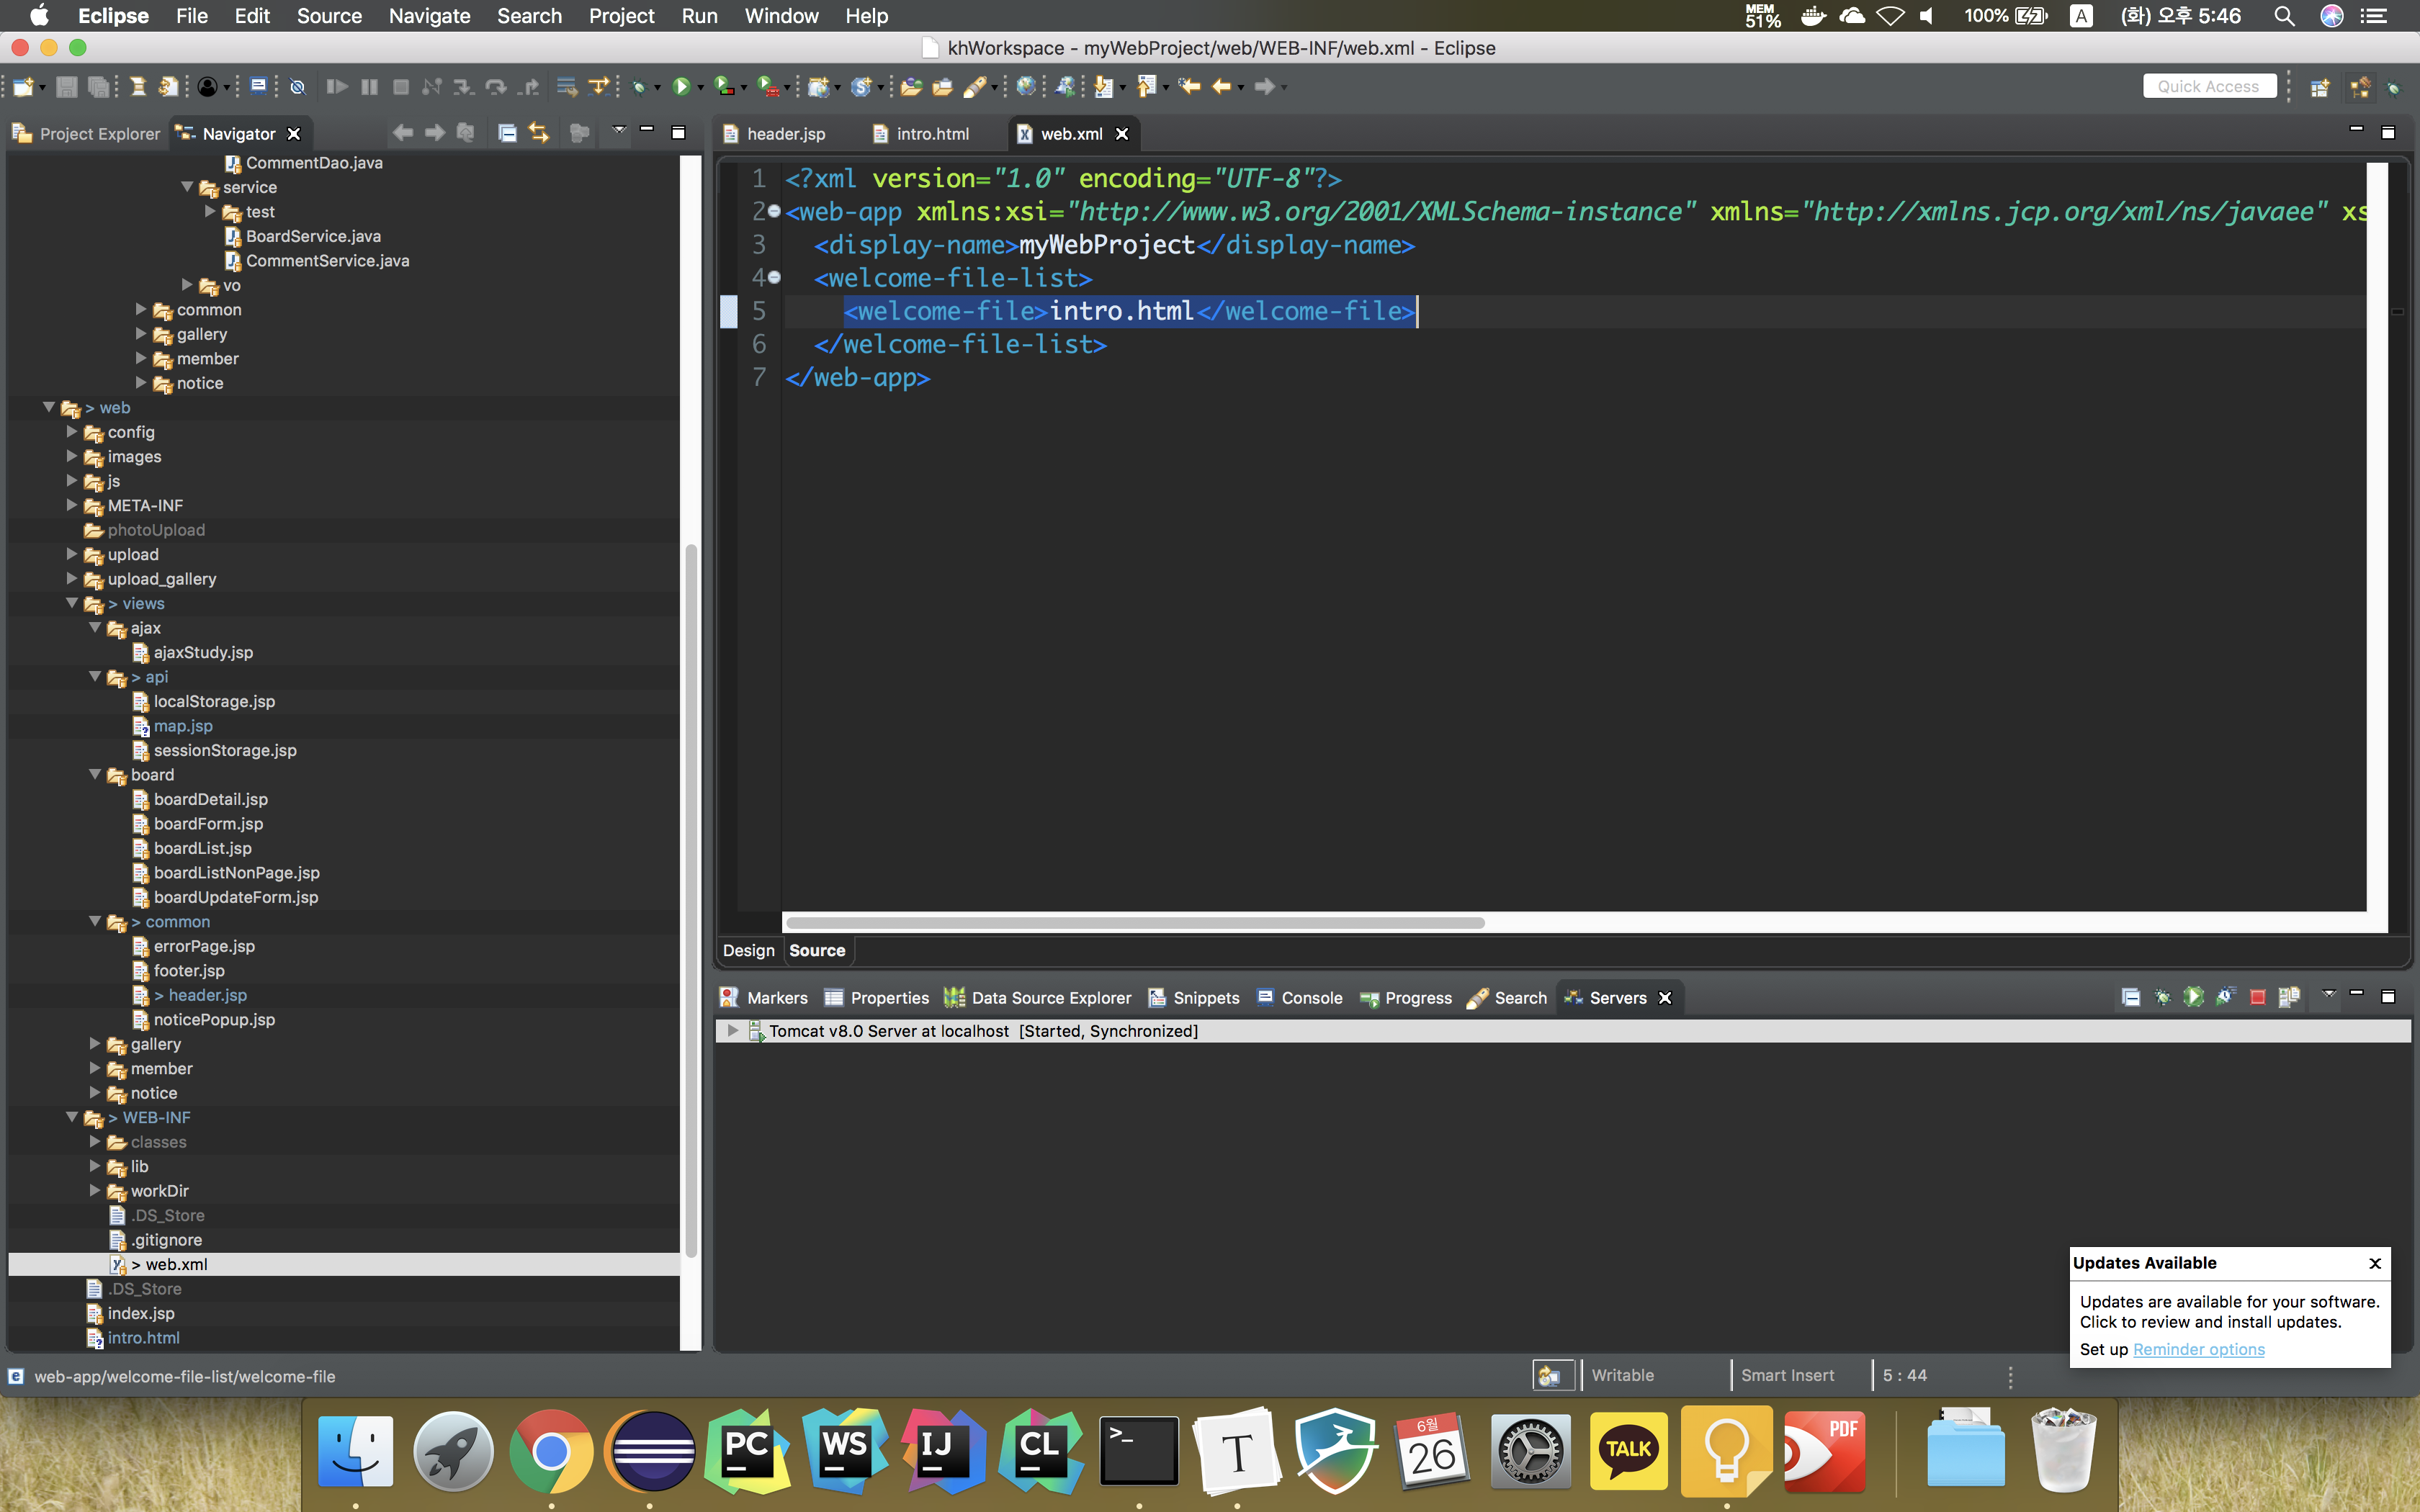 Eclipse File Edit Source Navigate Search Project Run Window Help MEM 51% 100% A (화) 오후 5:46
khWorkspace - myWebProject/web/WEB-INF/web.xml - Eclipse
Quick Access
Project Explorer Navigator
CommentDao.java
service
test
BoardService.java
CommentService.java
vo
common
gallery
member
notice
> web
config
images
js
META-INF
photoUpload
upload
upload_gallery
> views
ajax
ajaxStudy.jsp
> api
localStorage.jsp
map.jsp
sessionStorage.jsp
board
boardDetail.jsp
boardForm.jsp
boardList.jsp
boardListNonPage.jsp
boardUpdateForm.jsp
> common
errorPage.jsp
footer.jsp
> header.jsp
noticePopup.jsp
gallery
member
notice
> WEB-INF
classes
lib
workDir
.DS_Store
.gitignore
> web.xml
.DS_Store
index.jsp
intro.html
header.jsp intro.html web.xml
1 <?xml version="1.0" encoding="UTF-8"?>
2 <web-app xmlns:xsi="http://www.w3.org/2001/XMLSchema-instance" xmlns="http://xmlns.jcp.org/xml/ns/javaee" xs
3 <display-name>myWebProject</display-name>
4 <welcome-file-list>
5 <welcome-file>intro.html</welcome-file>
6 </welcome-file-list>
7 </web-app>
Design Source
Markers Properties Data Source Explorer Snippets Console Progress Search Servers
Tomcat v8.0 Server at localhost [Started, Synchronized]
Updates Available
Updates are available for your software.
Click to review and install updates.
Set up Reminder options
web-app/welcome-file-list/welcome-file Writable Smart Insert 5 : 44
PC WS IJ CL >_ T 6월 26 TALK PDF